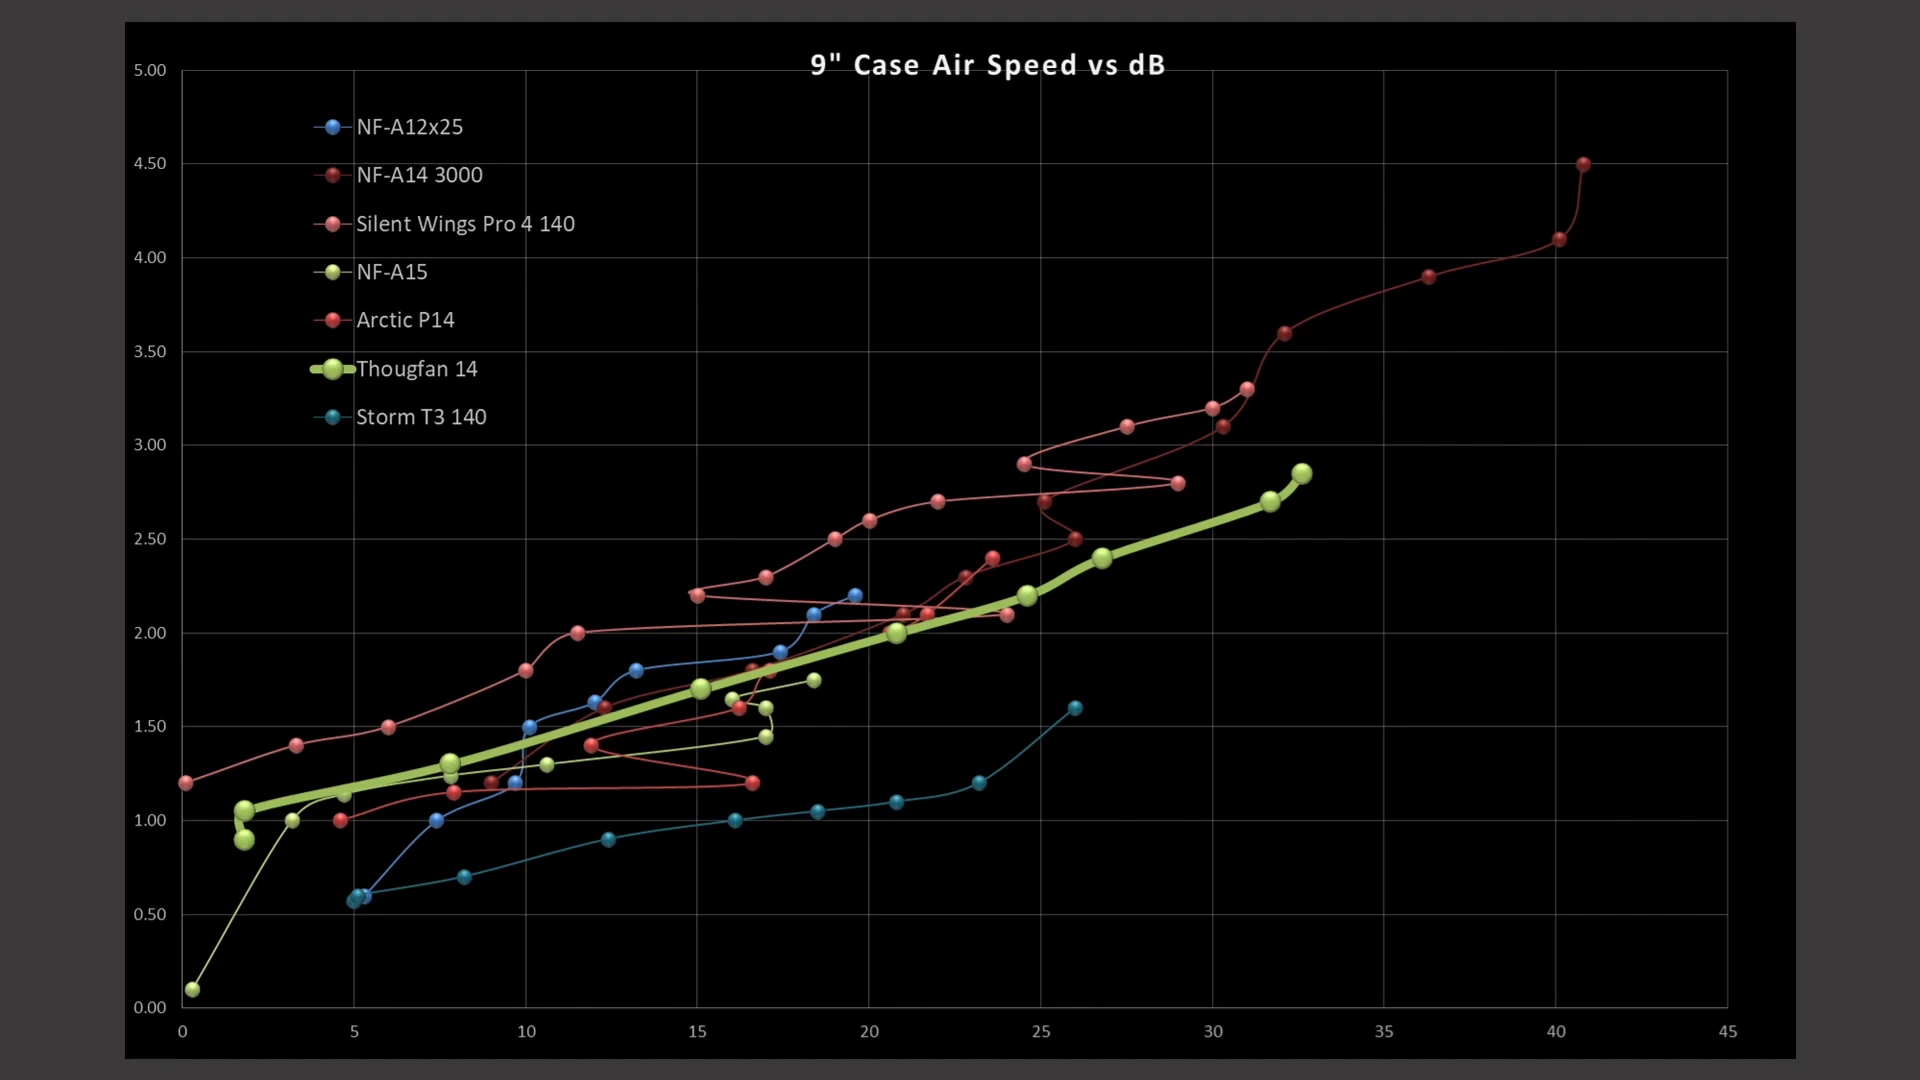 9" Case Air Speed vs dB
5.00
4.50
4.00
3.50
3.00
2.50
2.00
1.50
1.00
0.50
0.00
NF-A12x25
NF-A14 3000
Silent Wings Pro 4 140
NF-A15
Arctic P14
Thougfan 14
Storm T3 140
0 5 10 15 20 25 30 35 40 45